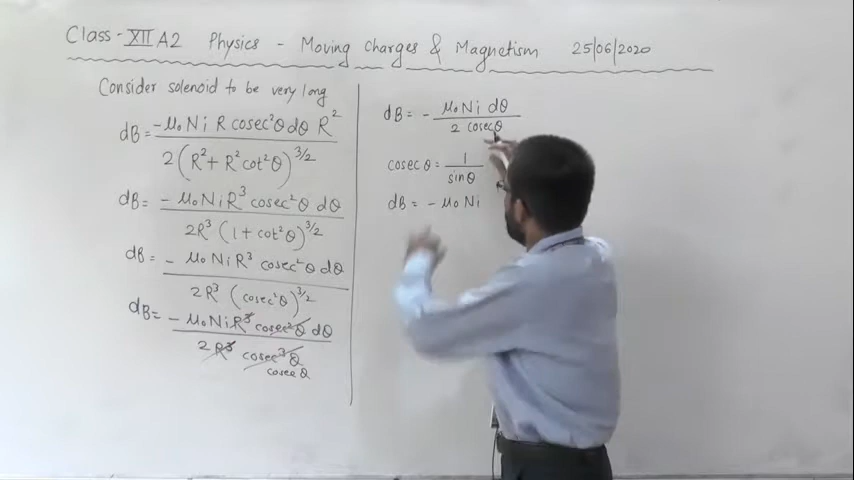 Class-XII A2 Physics - Moving Charges & Magnetism 25/06/2020
Consider solenoid to be very long
dB = -μ₀ N i R cosec²θ dθ R² / 2(R² + R² cot²θ)^3/2
dB = -μ₀ N i R³ cosec²θ dθ / 2R³ (1 + cot²θ)^3/2
dB = -μ₀ N i R³ cosec²θ dθ / 2R³ (cosec²θ)^3/2
dB = -μ₀ N i R³ cosec²θ dθ / 2 R³ cosec³θ
cosec θ
dB = - μ₀ N i dθ / 2 cosecθ
cosec θ = 1 / sinθ
dB = - μ₀ N i